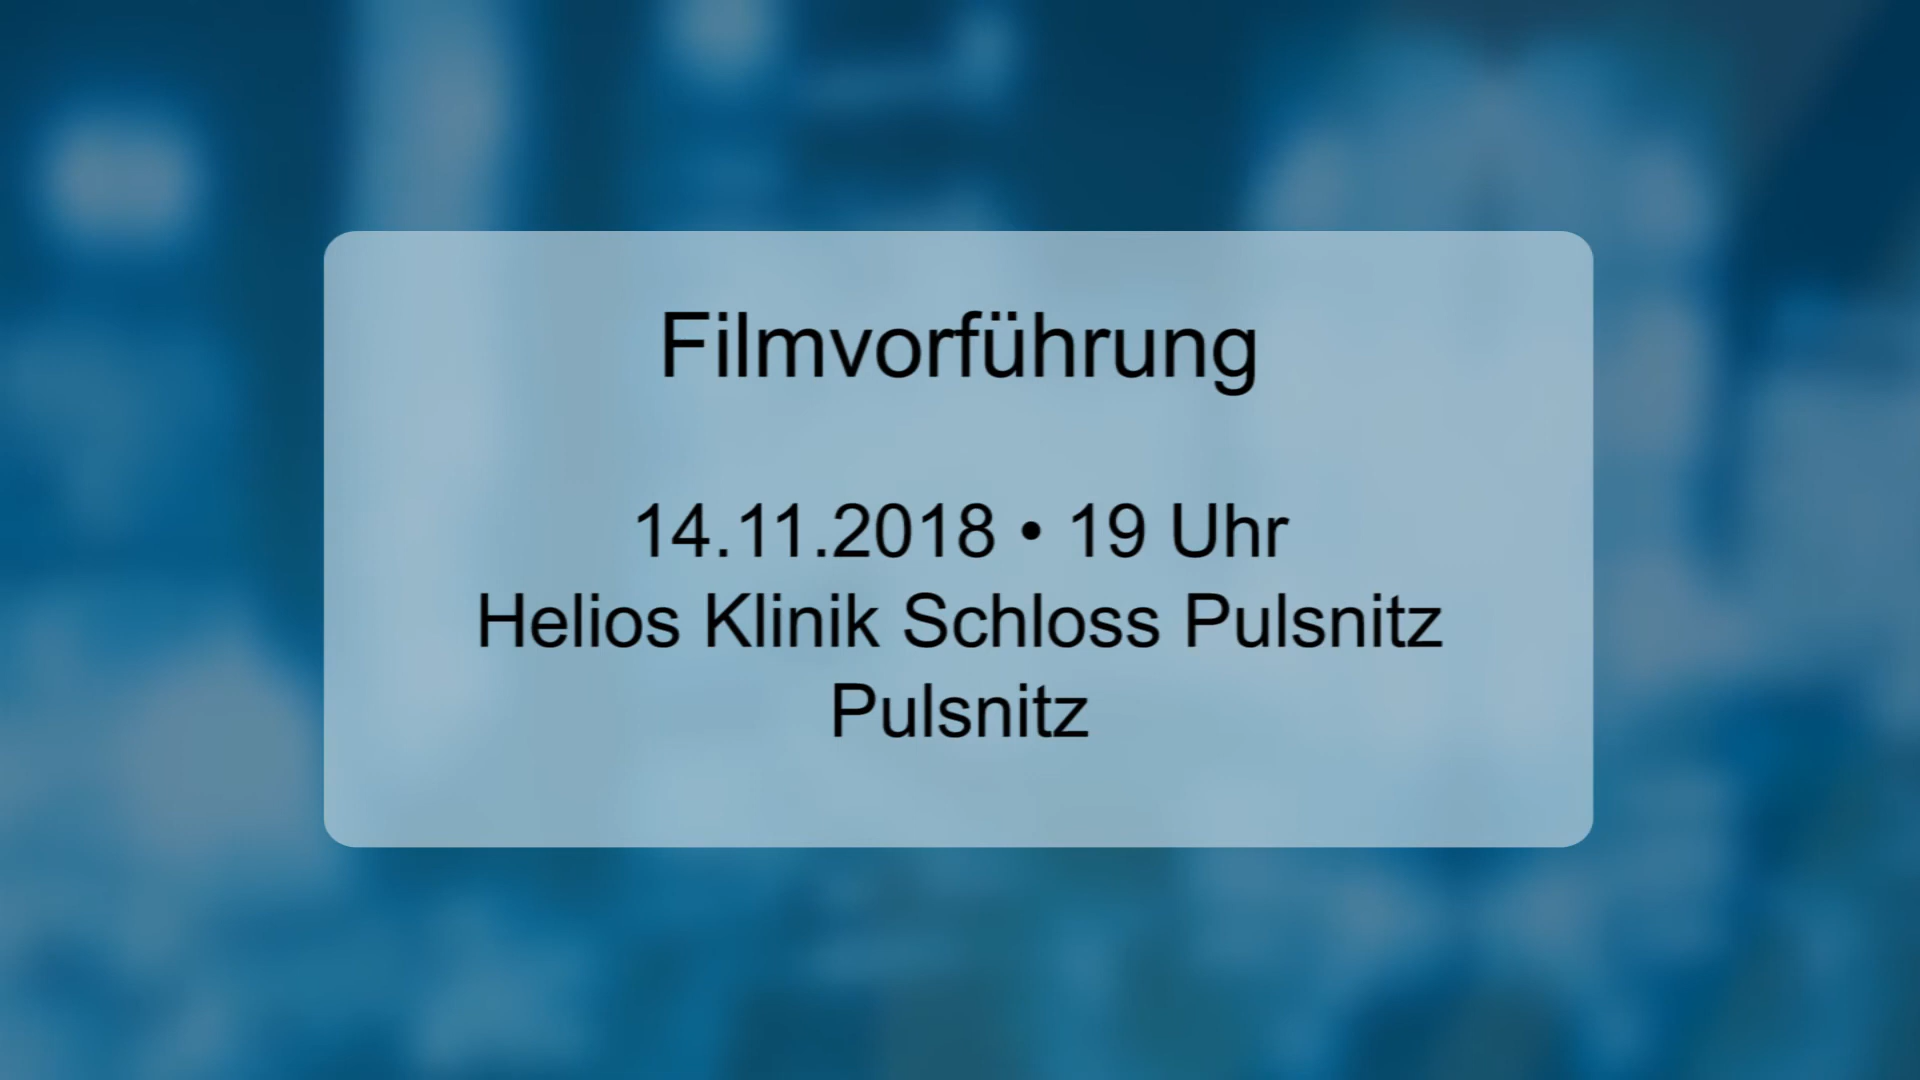 Filmvorführung
14.11.2018 • 19 Uhr
Helios Klinik Schloss Pulsnitz
Pulsnitz